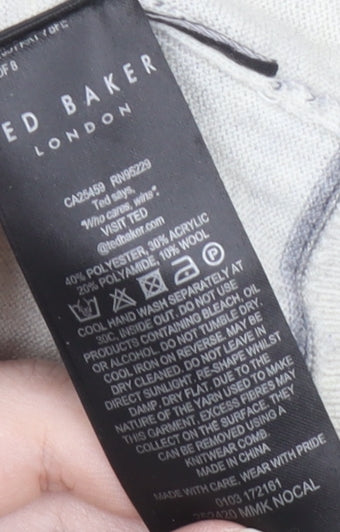 OF 8
ED BAKER
LONDON
CA25459 RN95229
Ted says,
"Who cares, wins".
VISIT TED
@tedbaker.com
40% POLYESTER, 30% ACRYLIC
20% POLYAMIDE, 10% WOOL
COOL HAND WASH SEPARATELY AT
30C, INSIDE OUT. DO NOT USE
PRODUCTS CONTAINING BLEACH, OIL
OR ALCOHOL. DO NOT TUMBLE DRY.
COOL IRON ON REVERSE. MAY BE
DRY CLEANED. DO NOT LEAVE IN
DIRECT SUNLIGHT. RE-SHAPE WHILST
DAMP. DRY FLAT. DUE TO THE
NATURE OF THE YARN USED TO MAKE
THIS GARMENT, EXCESS FIBRES MAY
COLLECT ON THE SURFACE. THEY
CAN BE REMOVED USING A
KNITWEAR COMB.
MADE IN CHINA
MADE WITH CARE, WEAR WITH PRIDE
0103 172161
252420 MMK NOCAL